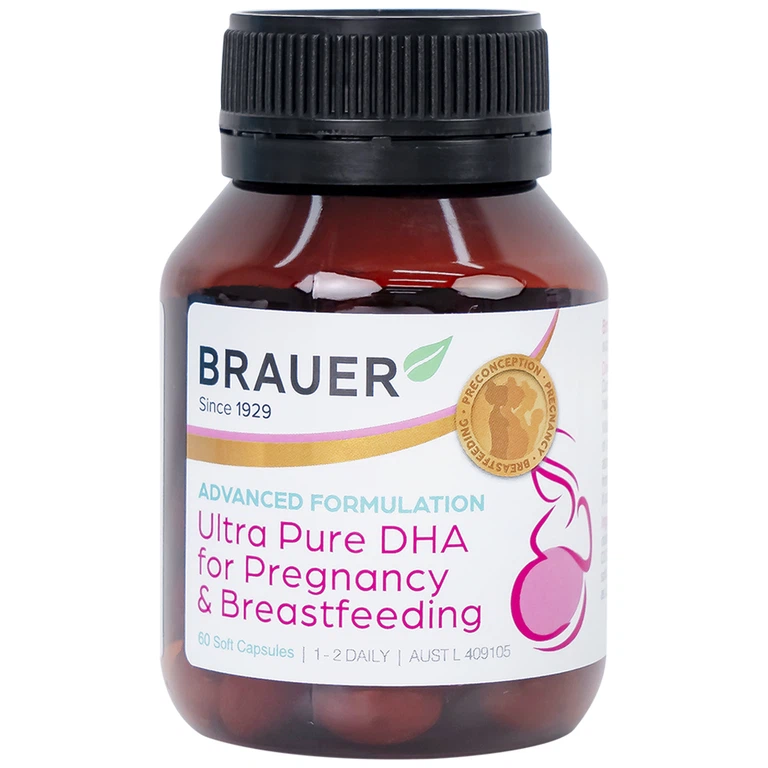 BRAUER
Since 1929
PRECONCEPTION • PREGNANCY • BREASTFEEDING •
ADVANCED FORMULATION
Ultra Pure DHA
for Pregnancy
& Breastfeeding
60 Soft Capsules | 1 - 2 DAILY | AUST L 409105